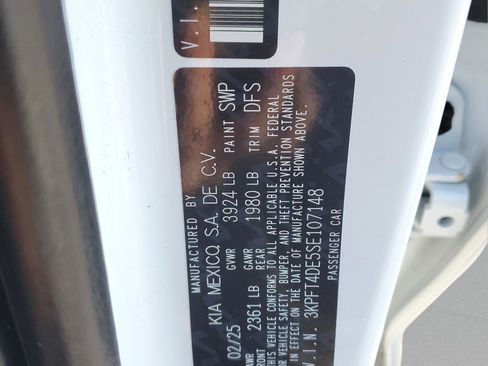 V.I.
MANUFACTURED BY
KIA MEXICO, S.A. DE C.V.
02/25 GVWR 3924 LB PAINT SWP
GAWR FRONT 2361 LB GAWR REAR 1980 LB TRIM DFS
THIS VEHICLE CONFORMS TO ALL APPLICABLE U.S.A. FEDERAL
MOTOR VEHICLE SAFETY, BUMPER, AND THEFT PREVENTION STANDARDS
IN EFFECT ON THE DATE OF MANUFACTURE SHOWN ABOVE.
V.I.N. 3KPFT4DE5SE107148
PASSENGER CAR